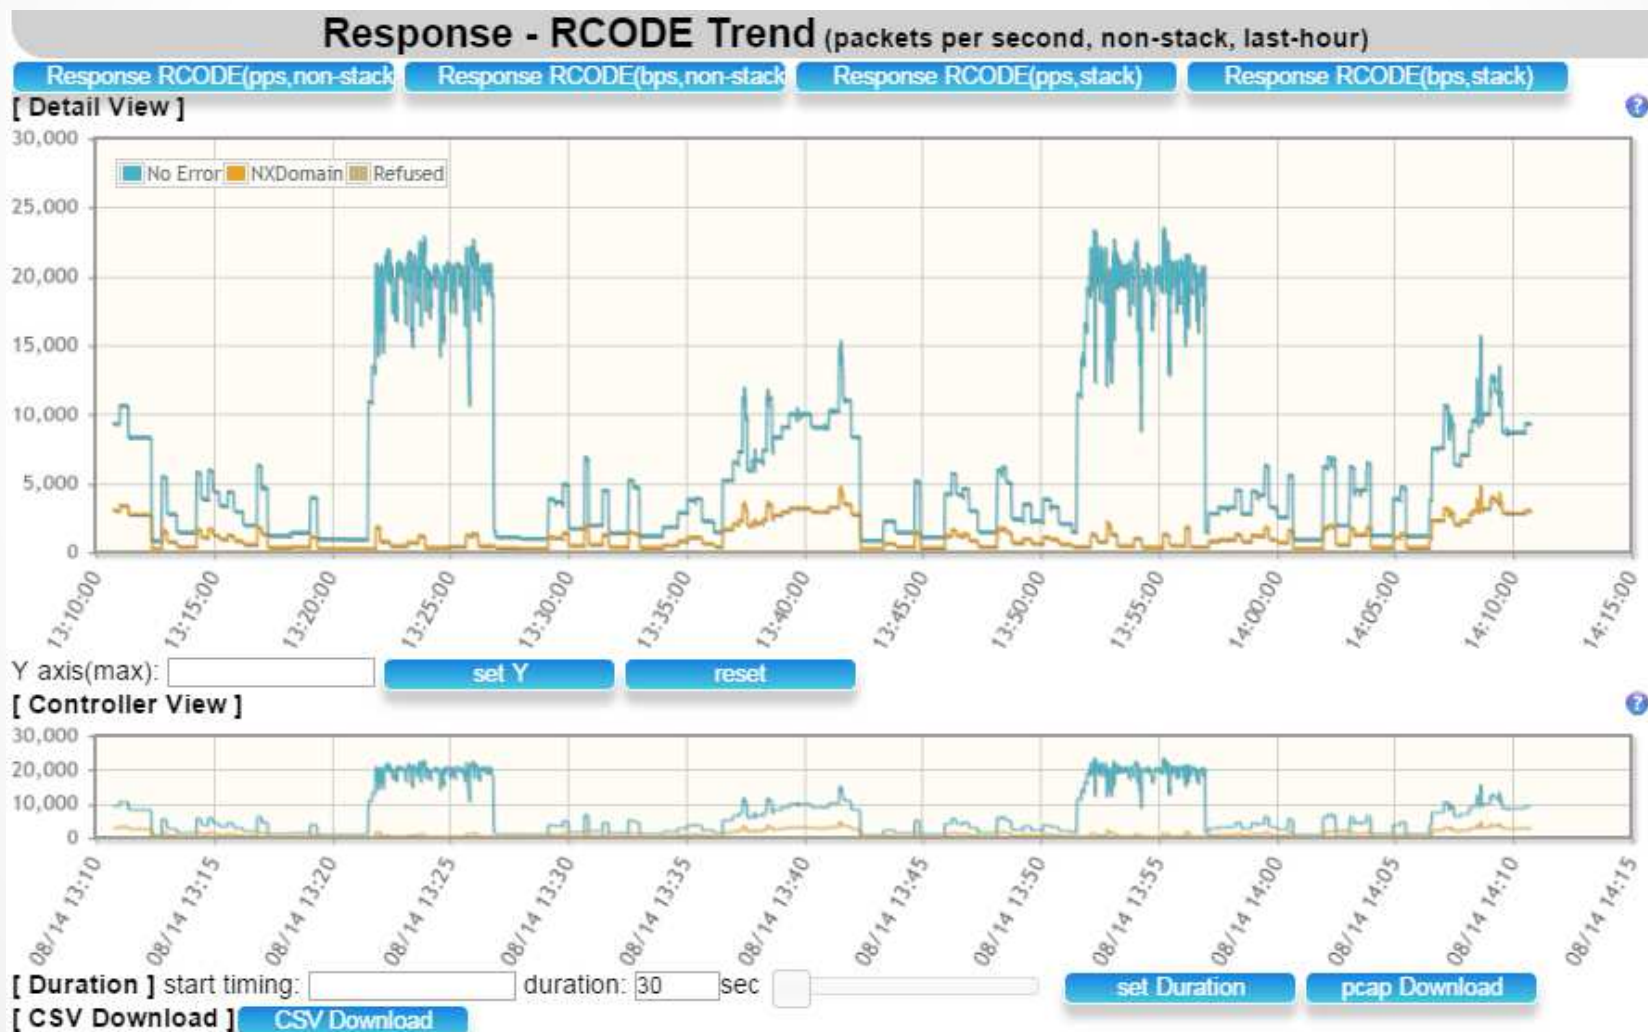 Response - RCODE Trend (packets per second, non-stack, last-hour)
Response RCODE(pps,non-stack Response RCODE(bps,non-stack Response RCODE(pps,stack) Response RCODE(bps,stack)
[ Detail View ] ?
30,000
No Error NXDomain Refused
25,000
20,000
15,000
10,000
5,000
0
13:10:00 13:15:00 13:20:00 13:25:00 13:30:00 13:35:00 13:40:00 13:45:00 13:50:00 13:55:00 14:00:00 14:05:00 14:10:00 14:15:00
Y axis(max): set Y reset
[ Controller View ] ?
30,000
20,000
10,000
0
08/14 13:10 08/14 13:15 08/14 13:20 08/14 13:25 08/14 13:30 08/14 13:35 08/14 13:40 08/14 13:45 08/14 13:50 08/14 13:55 08/14 14:00 08/14 14:05 08/14 14:10 08/14 14:15
[ Duration ] start timing: duration: 30 sec set Duration pcap Download
[ CSV Download ] CSV Download